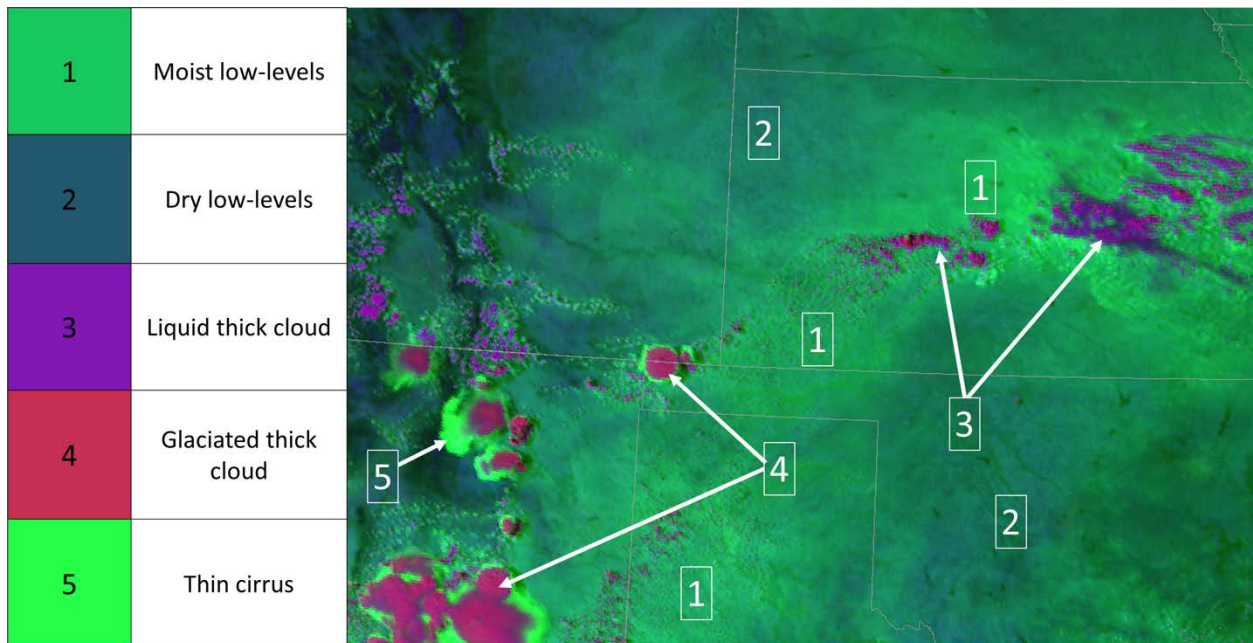 1 Moist low-levels
2 Dry low-levels
3 Liquid thick cloud
4 Glaciated thick
cloud
5 Thin cirrus
2
1
1
3
5
4
2
1